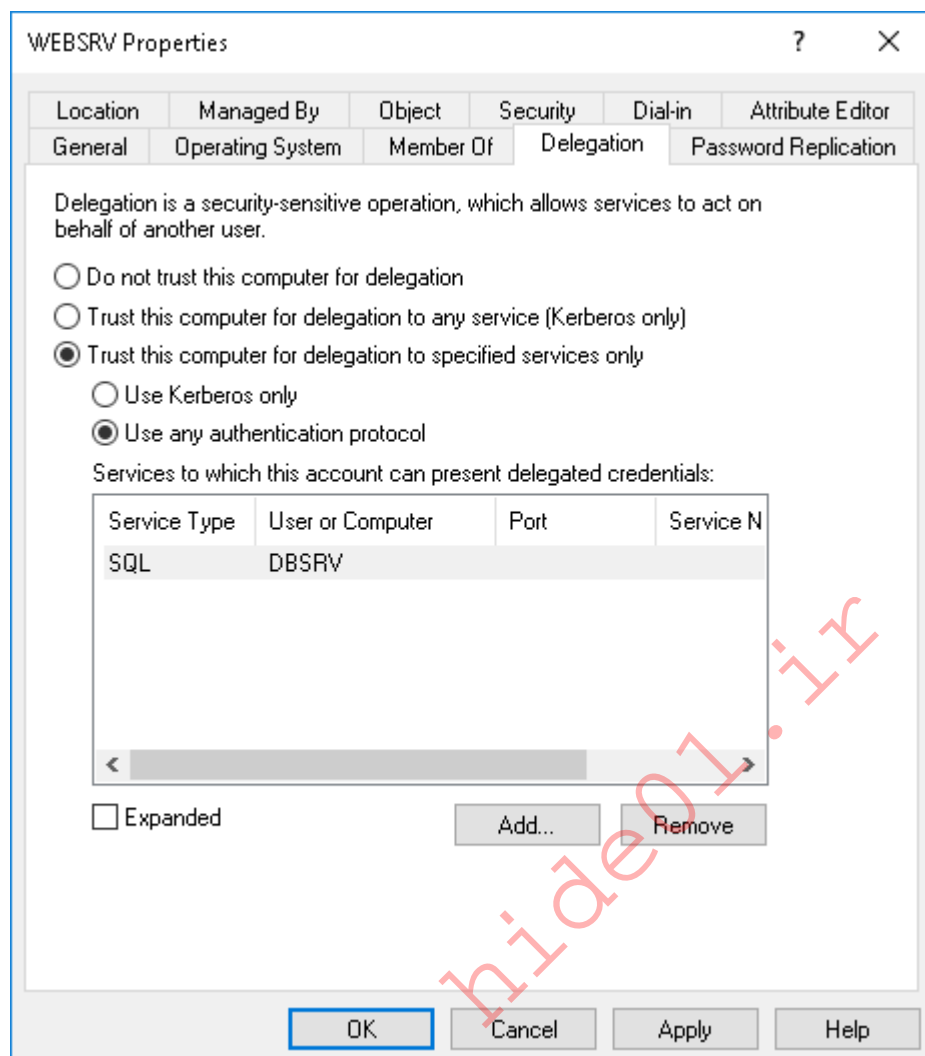 WEBSRV Properties
?
Location Managed By Object Security Dial-in Attribute Editor
General Operating System Member Of Delegation Password Replication
Delegation is a security-sensitive operation, which allows services to act on
behalf of another user.
Do not trust this computer for delegation
Trust this computer for delegation to any service (Kerberos only)
Trust this computer for delegation to specified services only
Use Kerberos only
Use any authentication protocol
Services to which this account can present delegated credentials:
Service Type User or Computer Port Service N
SQL DBSRV
Expanded Add... Remove
OK Cancel Apply Help
hide01.ir